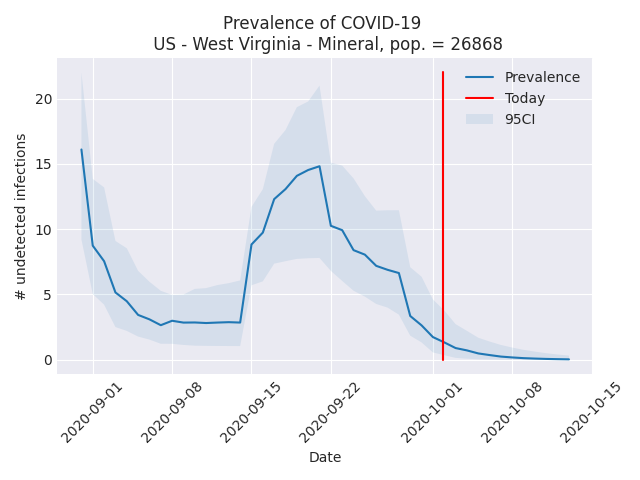 Prevalence of COVID-19
US - West Virginia - Mineral, pop. = 26868
Prevalence
Today
95CI
# undetected infections
20
15
10
5
0
2020-09-01
2020-09-08
2020-09-15
2020-09-22
2020-10-01
2020-10-08
2020-10-15
Date